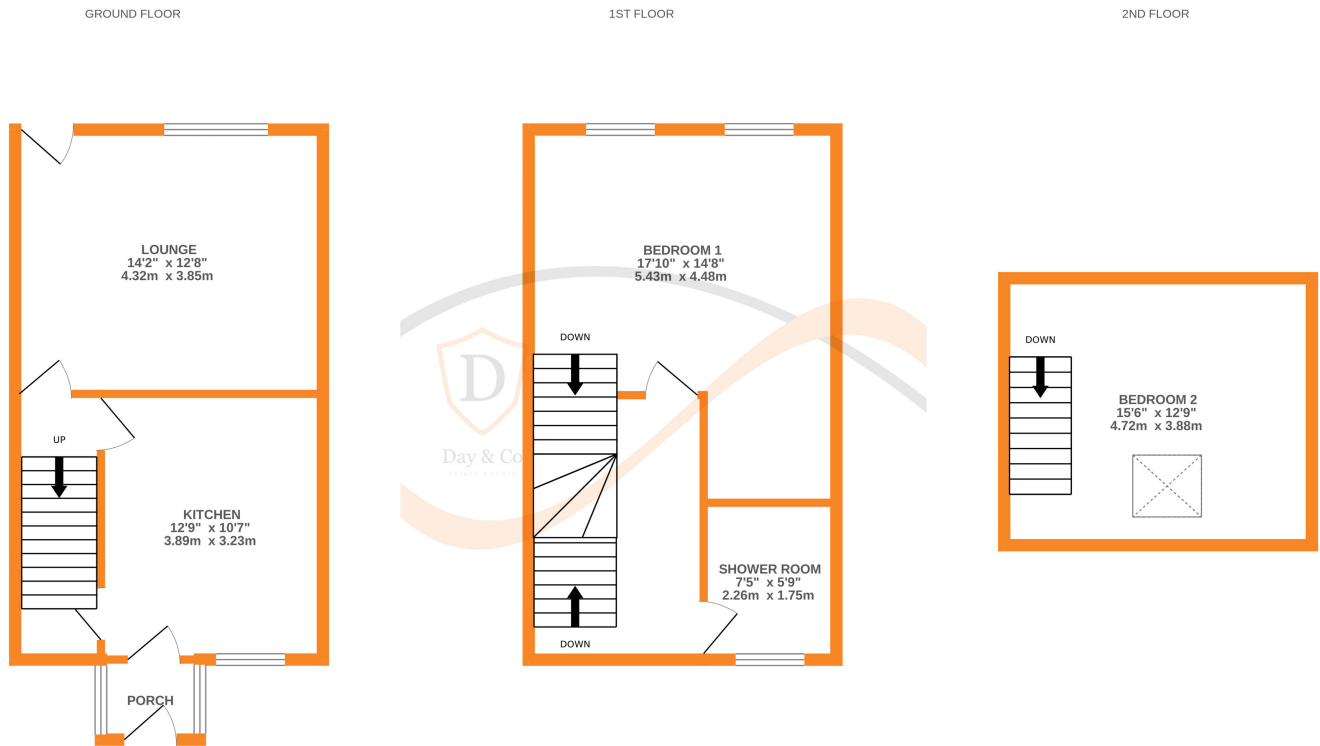 GROUND FLOOR
1ST FLOOR
2ND FLOOR
LOUNGE
14'2" x 12'8"
4.32m x 3.85m
UP
KITCHEN
12'9" x 10'7"
3.89m x 3.23m
PORCH
BEDROOM 1
17'10" x 14'8"
5.43m x 4.48m
DOWN
D
Day & Co
SHOWER ROOM
7'5" x 5'9"
2.26m x 1.75m
DOWN
DOWN
BEDROOM 2
15'6" x 12'9"
4.72m x 3.88m